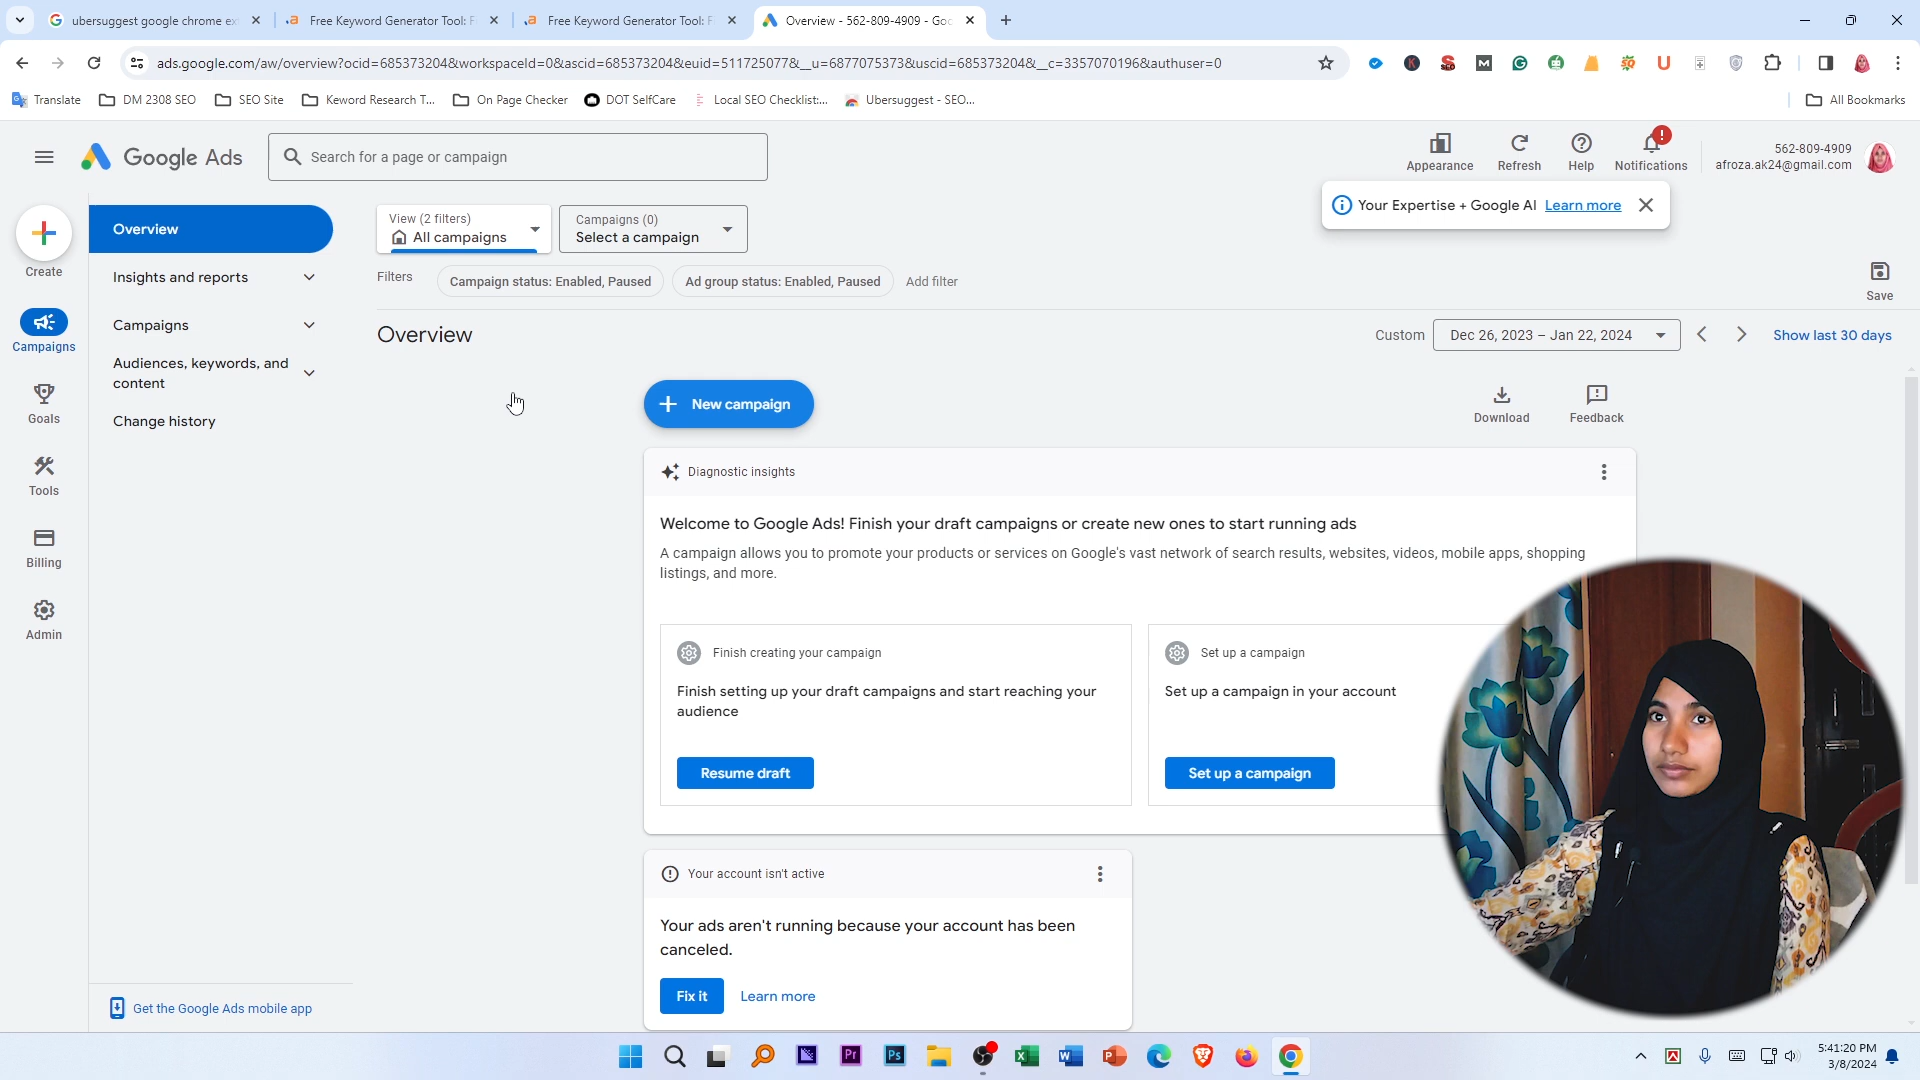 ubersuggest google chrome ex
Free Keyword Generator Tool: F
Free Keyword Generator Tool: F
Overview - 562-809-4909 - Goo
ads.google.com/aw/overview?ocid=685373204&workspaceId=0&ascid=685373204&euid=511725077&__u=6877075373&uscid=685373204&__c=3357070196&authuser=0
Translate
DM 2308 SEO
SEO Site
Keword Research T...
On Page Checker
DOT SelfCare
Local SEO Checklist:...
Ubersuggest - SEO...
All Bookmarks
Google Ads
Search for a page or campaign
Appearance
Refresh
Help
Notifications
562-809-4909
afroza.ak24@gmail.com
Your Expertise + Google AI Learn more
Create
Campaigns
Goals
Tools
Billing
Admin
Overview
Insights and reports
Campaigns
Audiences, keywords, and
content
Change history
Get the Google Ads mobile app
View (2 filters)
All campaigns
Campaigns (0)
Select a campaign
Filters
Campaign status: Enabled, Paused
Ad group status: Enabled, Paused
Add filter
Save
Overview
Custom
Dec 26, 2023 – Jan 22, 2024
Show last 30 days
New campaign
Download
Feedback
Diagnostic insights
Welcome to Google Ads! Finish your draft campaigns or create new ones to start running ads
A campaign allows you to promote your products or services on Google's vast network of search results, websites, videos, mobile apps, shopping
listings, and more.
Finish creating your campaign
Finish setting up your draft campaigns and start reaching your
audience
Resume draft
Set up a campaign
Set up a campaign in your account
Set up a campaign
Your account isn't active
Your ads aren't running because your account has been
canceled.
Fix it
Learn more
5:41:20 PM
3/8/2024